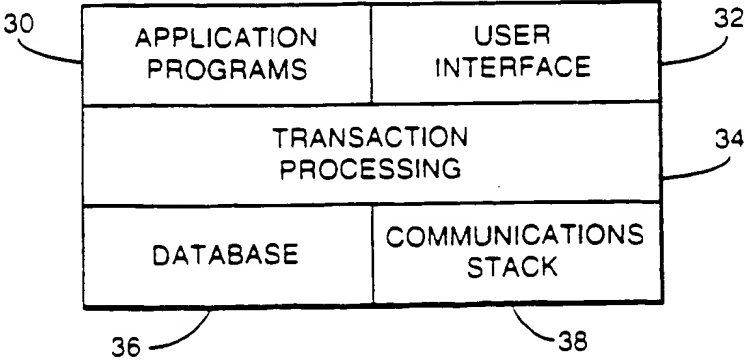 30
APPLICATION
PROGRAMS
USER
INTERFACE
32
TRANSACTION
PROCESSING
34
DATABASE
COMMUNICATIONS
STACK
36
38